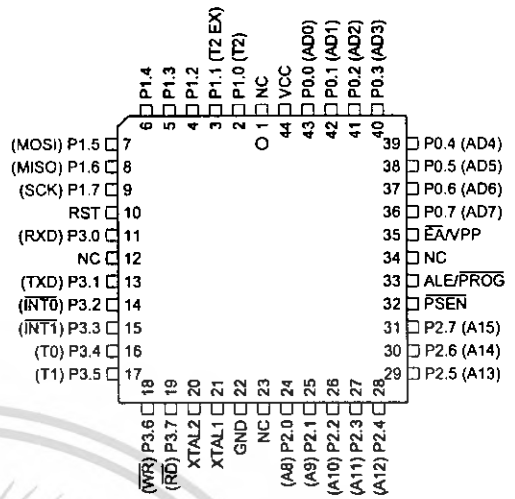 P1.4
P1.3
P1.2
P1.1 (T2 EX)
P1.0 (T2)
NC
VCC
P0.0 (AD0)
P0.1 (AD1)
P0.2 (AD2)
P0.3 (AD3)
6
5
4
3
2
1
44
43
42
41
40
(MOSI) P1.5 7
(MISO) P1.6 8
(SCK) P1.7 9
RST 10
(RXD) P3.0 11
NC 12
(TXD) P3.1 13
(INT0) P3.2 14
(INT1) P3.3 15
(T0) P3.4 16
(T1) P3.5 17
39 P0.4 (AD4)
38 P0.5 (AD5)
37 P0.6 (AD6)
36 P0.7 (AD7)
35 EA/VPP
34 NC
33 ALE/PROG
32 PSEN
31 P2.7 (A15)
30 P2.6 (A14)
29 P2.5 (A13)
18
19
20
21
22
23
24
25
26
27
28
(WR) P3.6
(RD) P3.7
XTAL2
XTAL1
GND
NC
(A8) P2.0
(A9) P2.1
(A10) P2.2
(A11) P2.3
(A12) P2.4